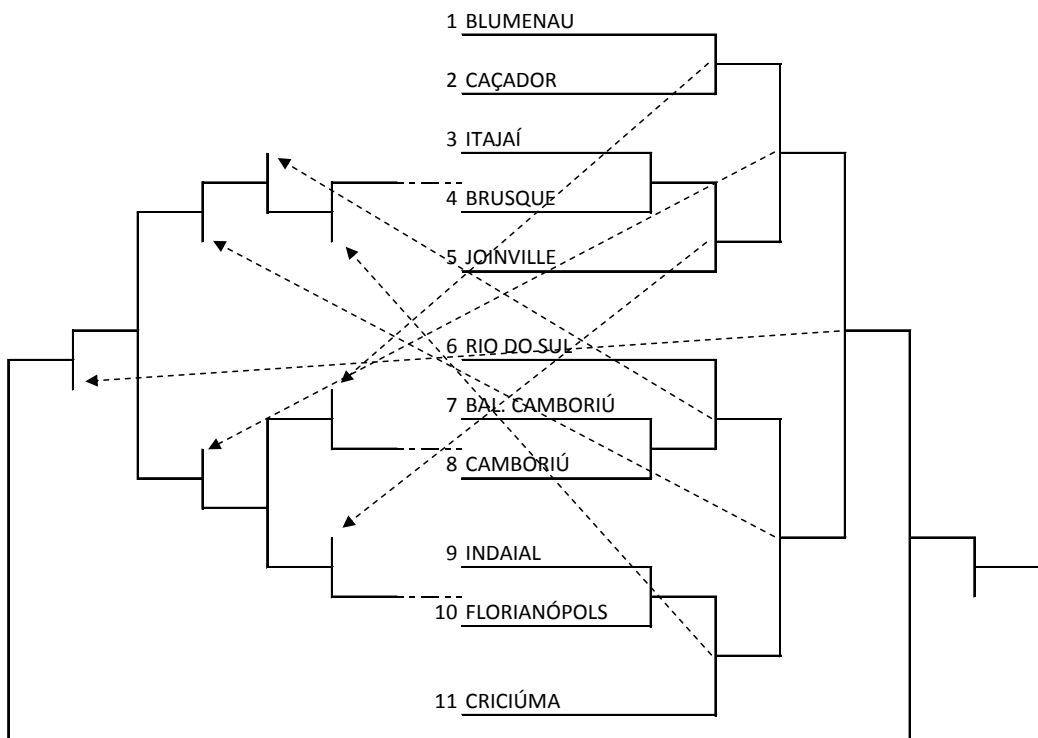 1 BLUMENAU
2 CAÇADOR
3 ITAJAÍ
4 BRUSQUE
5 JOINVILLE
6 RIO DO SUL
7 BAL. CAMBORIÚ
8 CAMBORIÚ
9 INDAIAL
10 FLORIANÓPOLS
11 CRICIÚMA